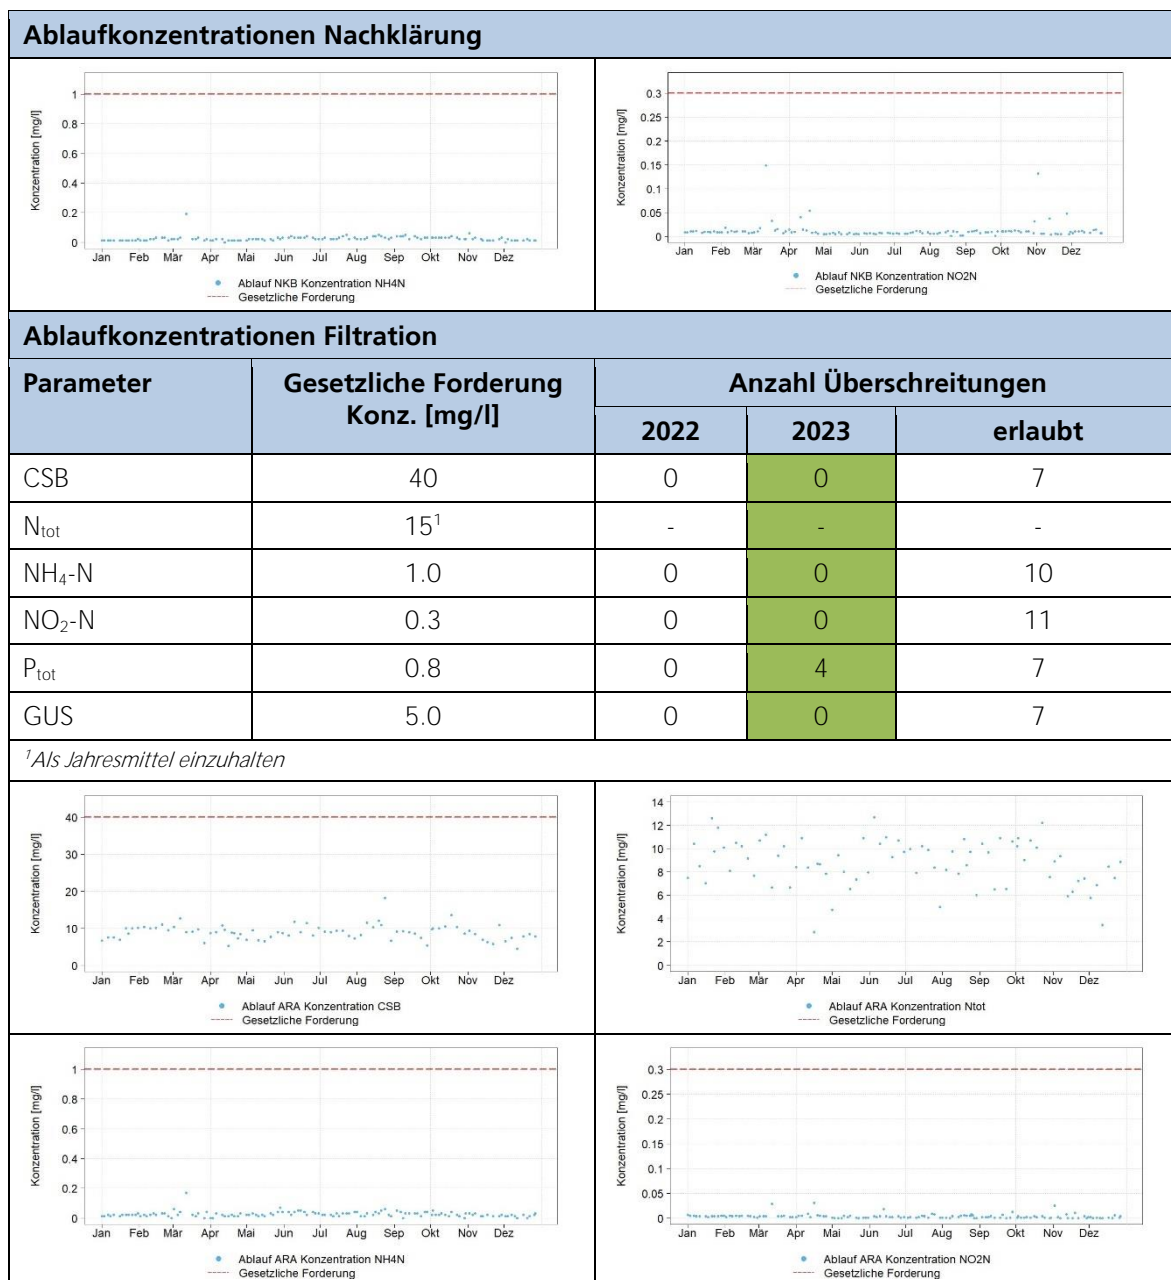 Ablaufkonzentrationen Nachklärung
Konzentration [mg/l]
1
0.8
0.6
0.4
0.2
0
Jan Feb Mär Apr Mai Jun Jul Aug Sep Okt Nov Dez
Ablauf NKB Konzentration NH4N
Gesetzliche Forderung
Konzentration [mg/l]
0.3
0.25
0.2
0.15
0.1
0.05
0
Jan Feb Mär Apr Mai Jun Jul Aug Sep Okt Nov Dez
Ablauf NKB Konzentration NO2N
Gesetzliche Forderung
Ablaufkonzentrationen Filtration
Parameter Gesetzliche Forderung Konz. [mg/l] Anzahl Überschreitungen
2022 2023 erlaubt
CSB 40 0 0 7
Ntot 15¹ - - -
NH₄-N 1.0 0 0 10
NO₂-N 0.3 0 0 11
Ptot 0.8 0 4 7
GUS 5.0 0 0 7
¹Als Jahresmittel einzuhalten
Konzentration [mg/l]
40
30
20
10
0
Jan Feb Mär Apr Mai Jun Jul Aug Sep Okt Nov Dez
Ablauf ARA Konzentration CSB
Gesetzliche Forderung
Konzentration [mg/l]
14
12
10
8
6
4
2
0
Jan Feb Mär Apr Mai Jun Jul Aug Sep Okt Nov Dez
Ablauf ARA Konzentration Ntot
Gesetzliche Forderung
Konzentration [mg/l]
1
0.8
0.6
0.4
0.2
0
Jan Feb Mär Apr Mai Jun Jul Aug Sep Okt Nov Dez
Ablauf ARA Konzentration NH4N
Gesetzliche Forderung
Konzentration [mg/l]
0.3
0.25
0.2
0.15
0.1
0.05
0
Jan Feb Mär Apr Mai Jun Jul Aug Sep Okt Nov Dez
Ablauf ARA Konzentration NO2N
Gesetzliche Forderung